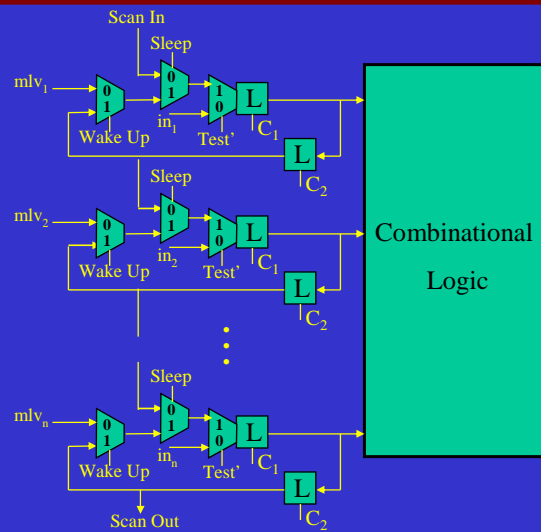 Scan In
Sleep
mlv₁
0
1
0
1
1
0
L
in₁
Wake Up
Test’
C₁
L
C₂
Sleep
mlv₂
0
1
0
1
1
0
L
in₂
Wake Up
Test’
C₁
L
C₂
Combinational
Logic
Sleep
mlvₙ
0
1
0
1
1
0
L
inₙ
Wake Up
Test’
C₁
L
C₂
Scan Out